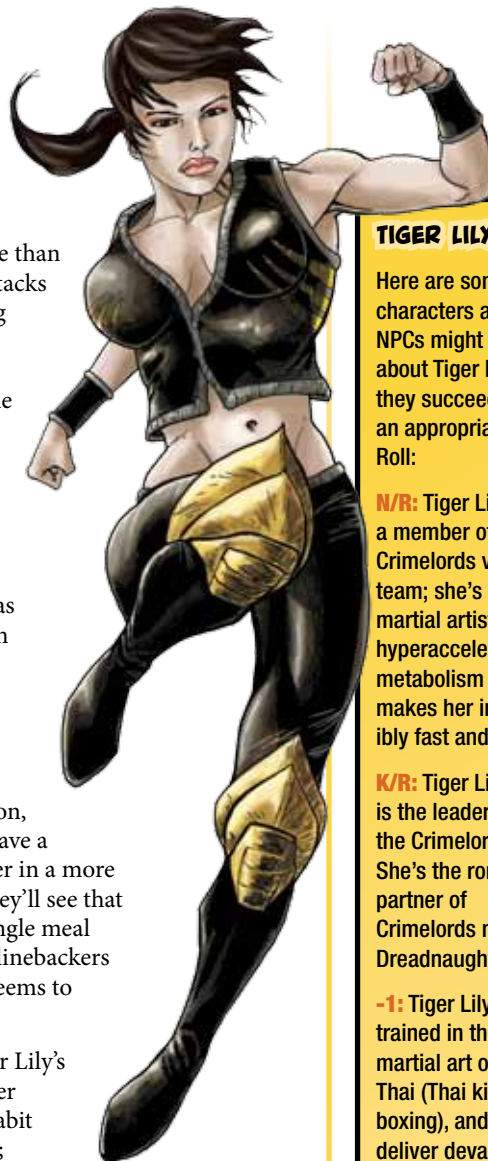 e than
tacks
g
e
as
n
on,
ave a
er in a more
ey'll see that
ngle meal
linebackers
eems to
r Lily's
er
abit
;
TIGER LILY
Here are som
characters a
NPCs might
about Tiger L
they succeed
an appropria
Roll:
N/R: Tiger Li
a member of
Crimelords v
team; she's
martial artis
hyperaccele
metabolism
makes her in
ibly fast and
K/R: Tiger Li
is the leader
the Crimelor
She's the ro
partner of
Crimelords m
Dreadnaugh
-1: Tiger Lily
trained in th
martial art o
Thai (Thai ki
boxing), and
deliver deva